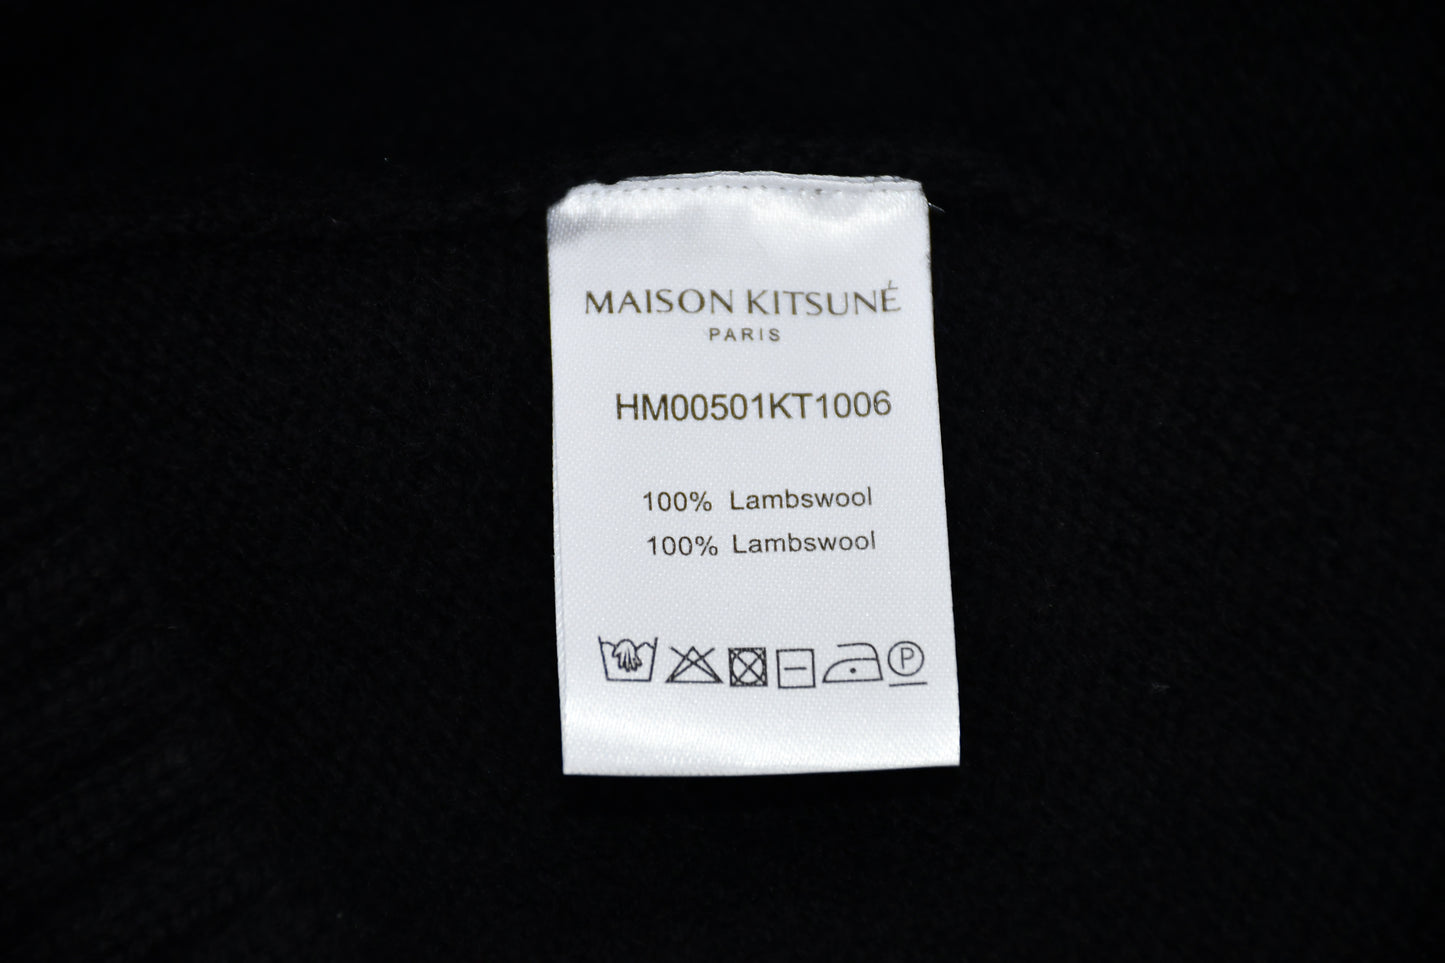 MAISON KITSUNÉ
PARIS
HM00501KT1006
100% Lambswool
100% Lambswool
P